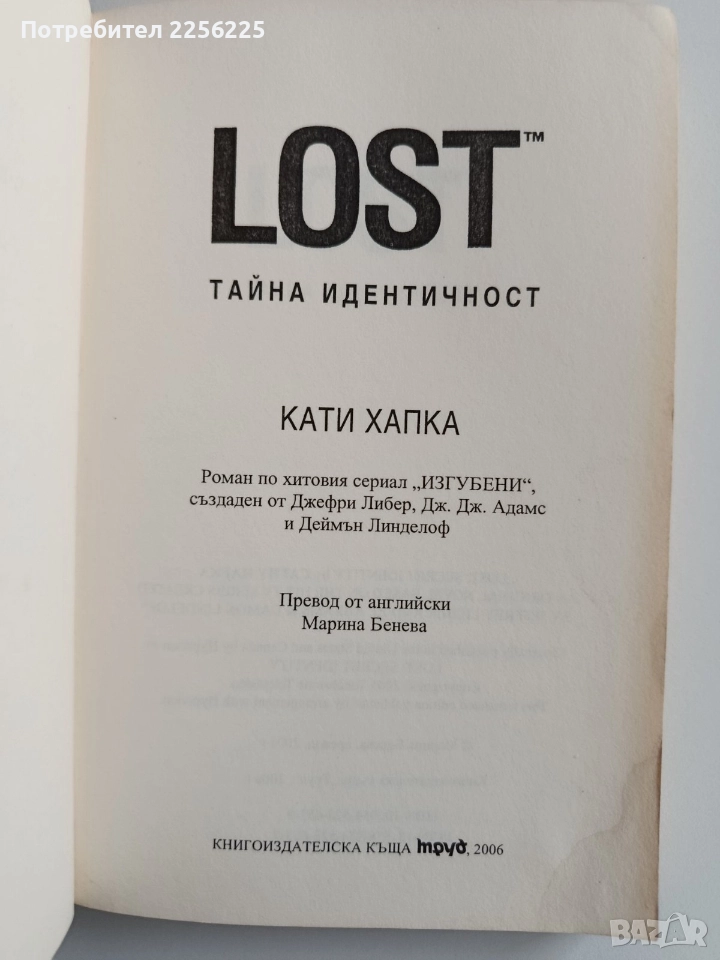 Потребител 2256225
LOST™
ТАЙНА ИДЕНТИЧНОСТ
КАТИ ХАПКА
Роман по хитовия сериал „ИЗГУБЕНИ“,
създаден от Джефри Либер, Дж. Дж. Адамс
и Деймън Линделоф
Превод от английски
Марина Бенева
КНИГОИЗДАТЕЛСКА КЪЩА труд, 2006
BAZAR